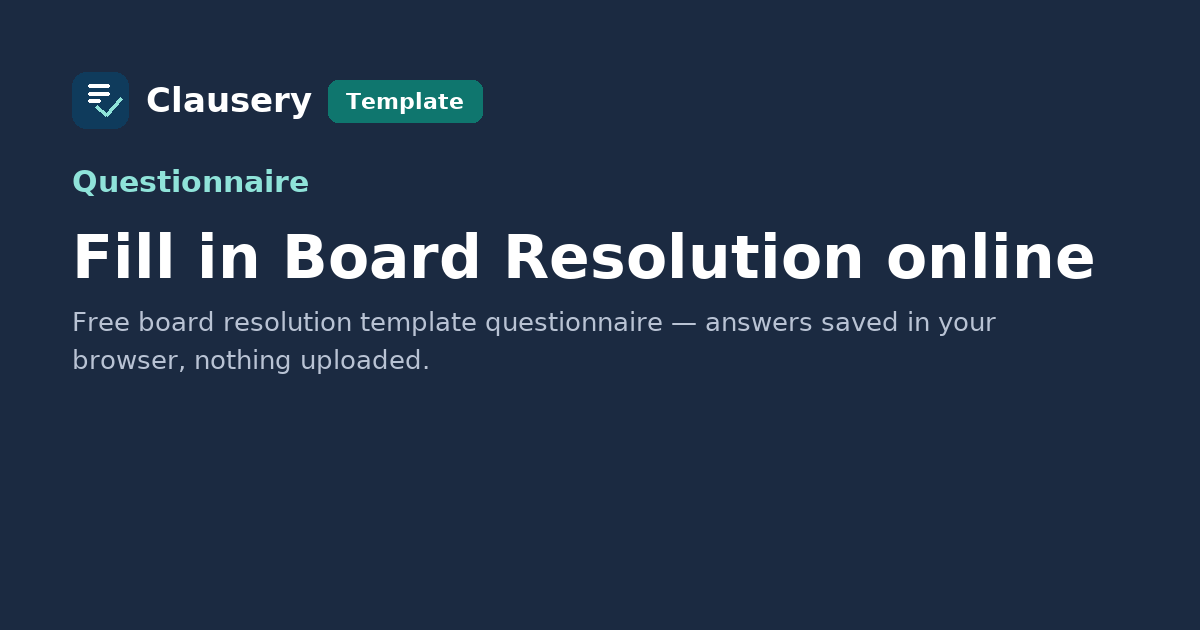 Clausery
Template
Questionnaire
Fill in Board Resolution online
Free board resolution template questionnaire — answers saved in your
browser, nothing uploaded.